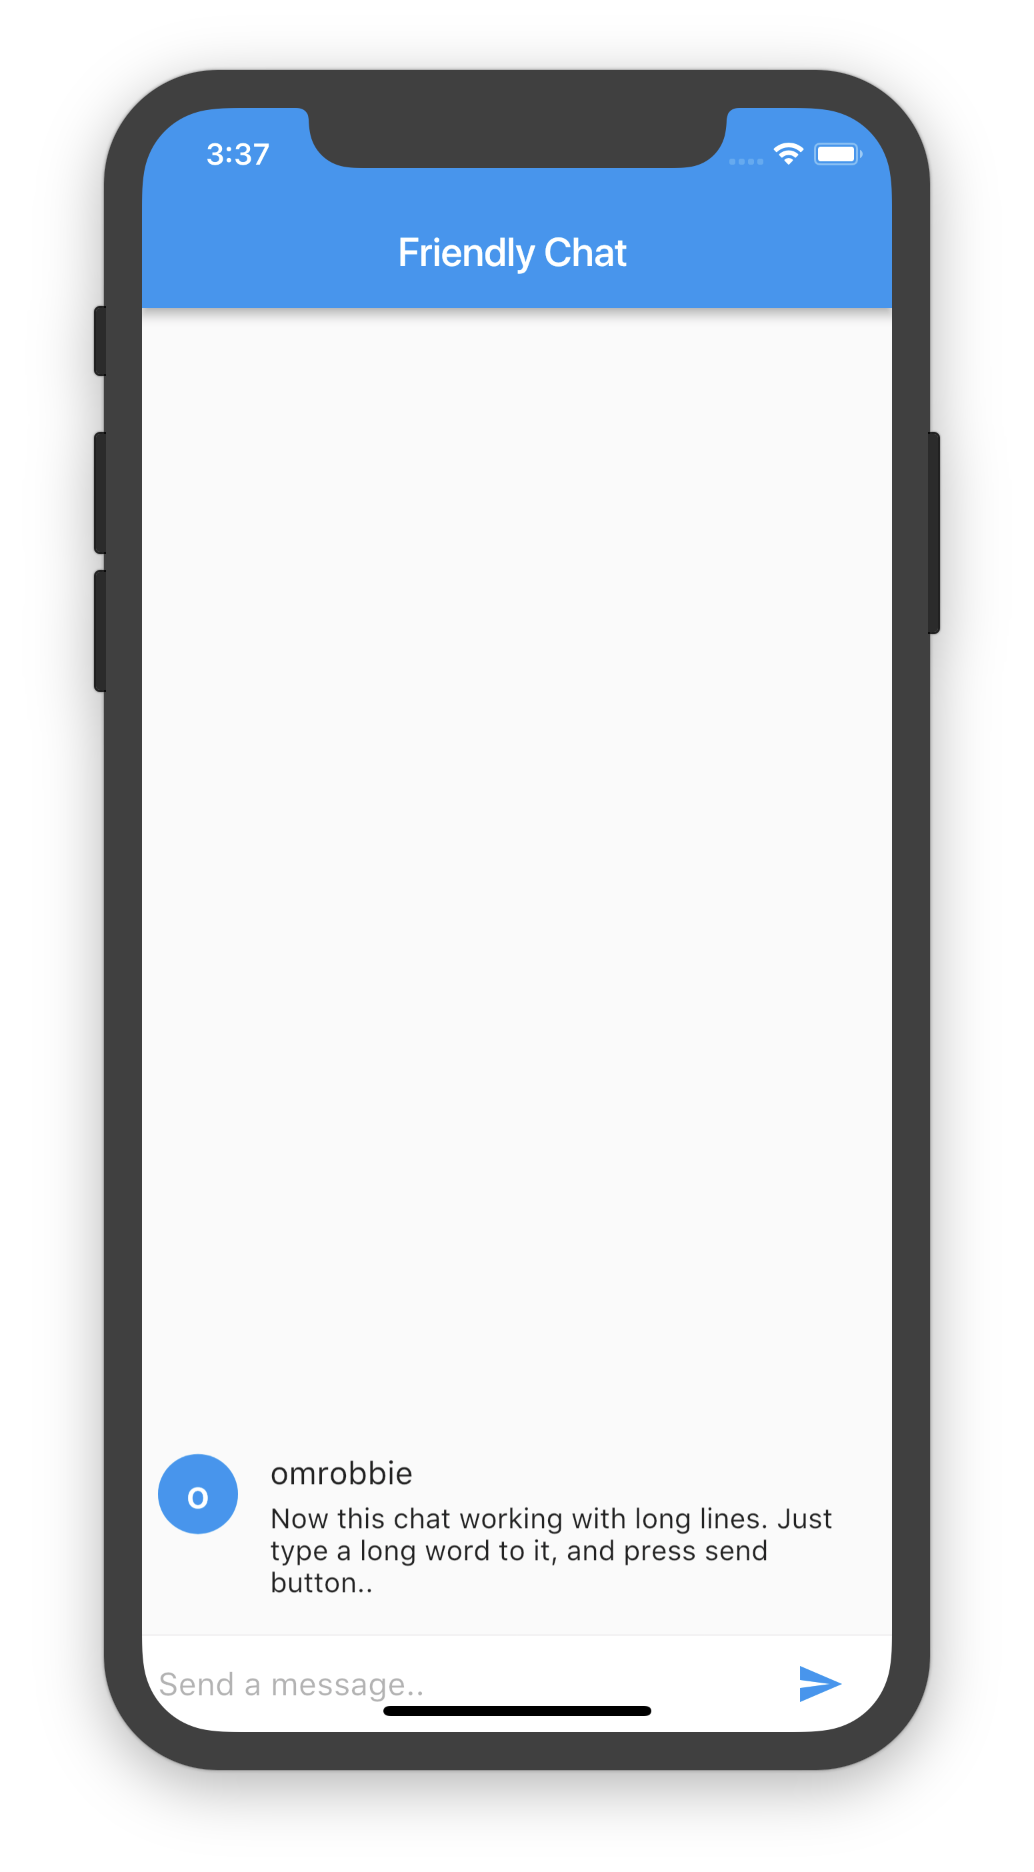 3:37
Friendly Chat
o
omrobbie
Now this chat working with long lines. Just
type a long word to it, and press send
button..
Send a message..